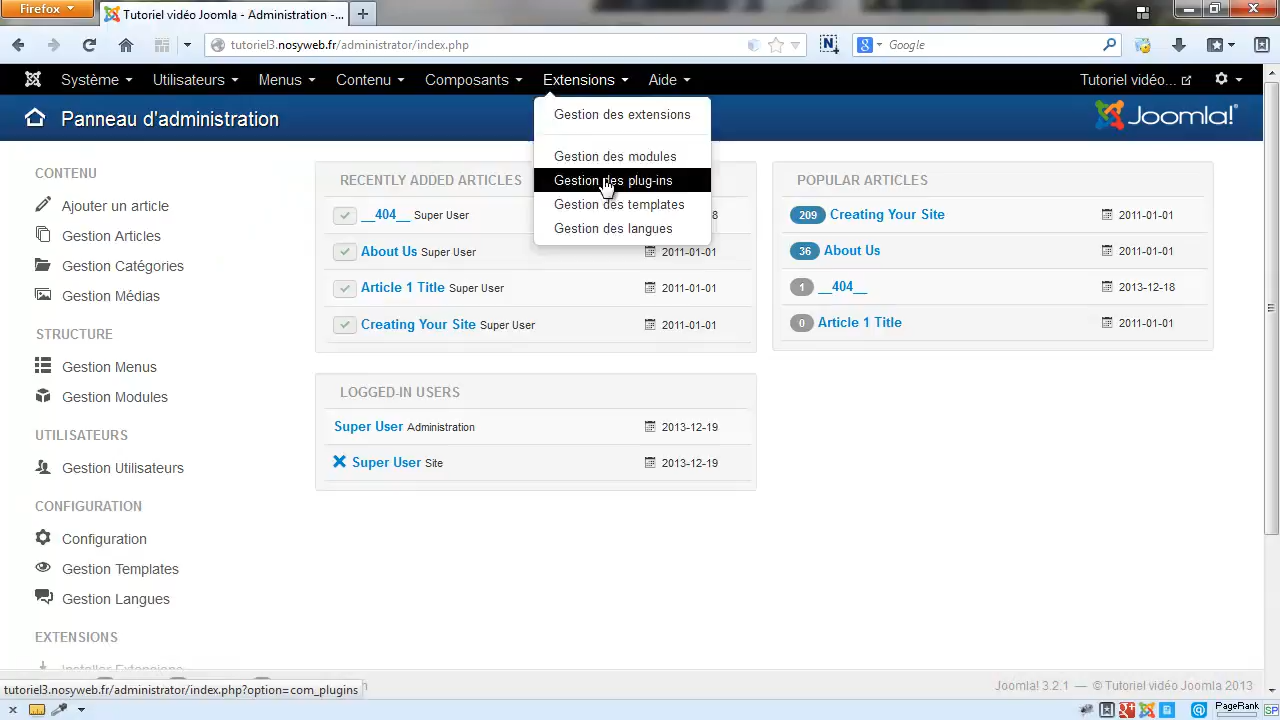 Firefox
Tutoriel vidéo Joomla - Administration -...
tutoriel3.nosyweb.fr/administrator/index.php
Google
Système Utilisateurs Menus Contenu Composants Extensions Aide Tutoriel vidéo...
Panneau d'administration
Joomla!
Gestion des extensions
Gestion des modules
Gestion des plug-ins
Gestion des templates
Gestion des langues
CONTENU
Ajouter un article
Gestion Articles
Gestion Catégories
Gestion Médias
STRUCTURE
Gestion Menus
Gestion Modules
UTILISATEURS
Gestion Utilisateurs
CONFIGURATION
Configuration
Gestion Templates
Gestion Langues
EXTENSIONS
Installer Extensions
RECENTLY ADDED ARTICLES
__404__ Super User 8
About Us Super User 2011-01-01
Article 1 Title Super User 2011-01-01
Creating Your Site Super User 2011-01-01
LOGGED-IN USERS
Super User Administration 2013-12-19
Super User Site 2013-12-19
POPULAR ARTICLES
209 Creating Your Site 2011-01-01
36 About Us 2011-01-01
1 __404__ 2013-12-18
0 Article 1 Title 2011-01-01
Joomla! 3.2.1 — © Tutoriel vidéo Joomla 2013
tutoriel3.nosyweb.fr/administrator/index.php?option=com_plugins
PageRank